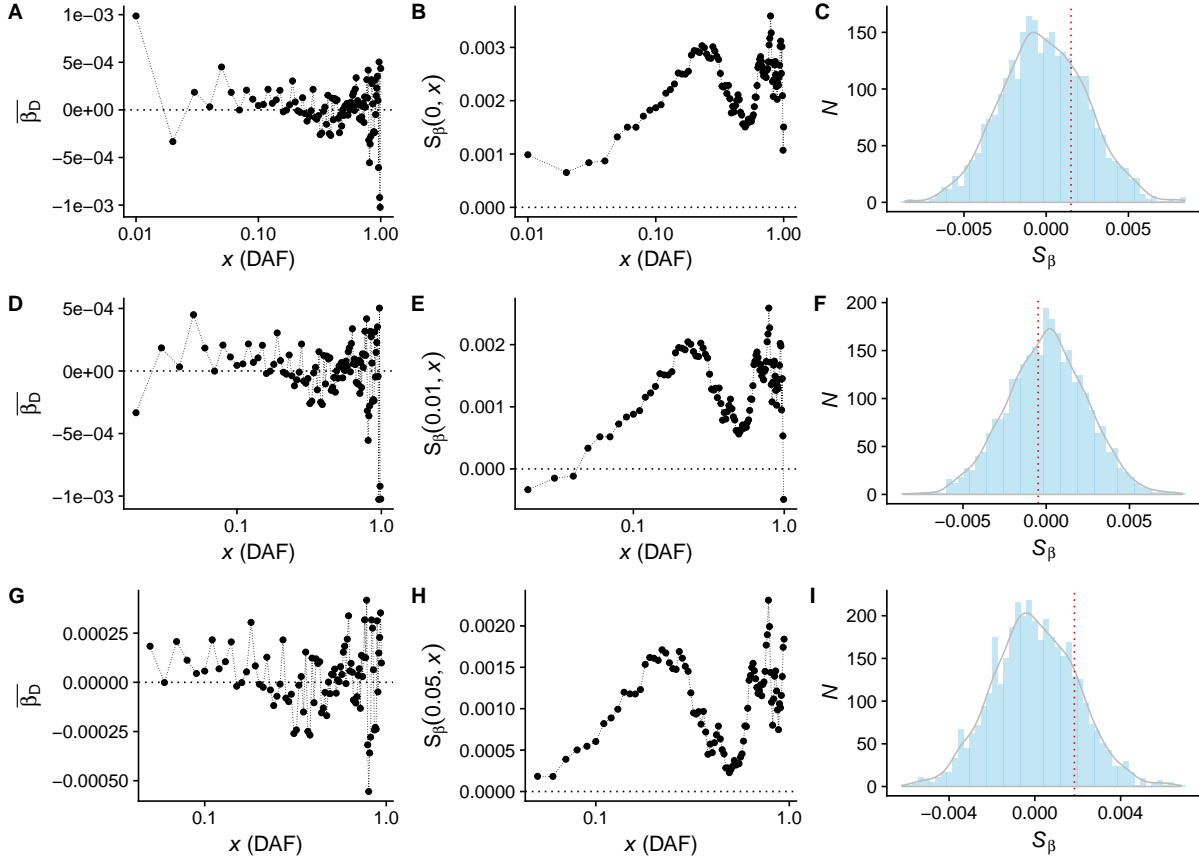 A
1e−03
5e−04
0e+00
−5e−04
−1e−03
β̅D̅
0.01
0.10
1.00
x (DAF)
B
0.003
0.002
0.001
0.000
Sβ(0, x)
0.01
0.10
1.00
x (DAF)
C
150
100
50
0
N
−0.005
0.000
0.005
Sβ
D
5e−04
0e+00
−5e−04
−1e−03
β̅D̅
0.1
1.0
x (DAF)
E
0.002
0.001
0.000
Sβ(0.01, x)
0.1
1.0
x (DAF)
F
200
150
100
50
0
N
−0.005
0.000
0.005
Sβ
G
0.00025
0.00000
−0.00025
−0.00050
β̅D̅
0.1
1.0
x (DAF)
H
0.0020
0.0015
0.0010
0.0005
0.0000
Sβ(0.05, x)
0.1
1.0
x (DAF)
I
200
150
100
50
0
N
−0.004
0.000
0.004
Sβ